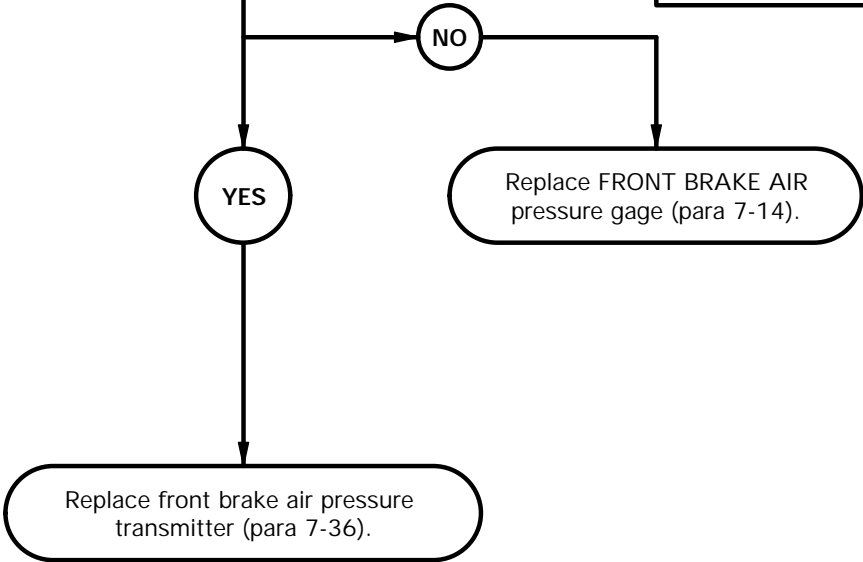 NO
YES
Replace FRONT BRAKE AIR
pressure gage (para 7-14).
Replace front brake air pressure
transmitter (para 7-36).